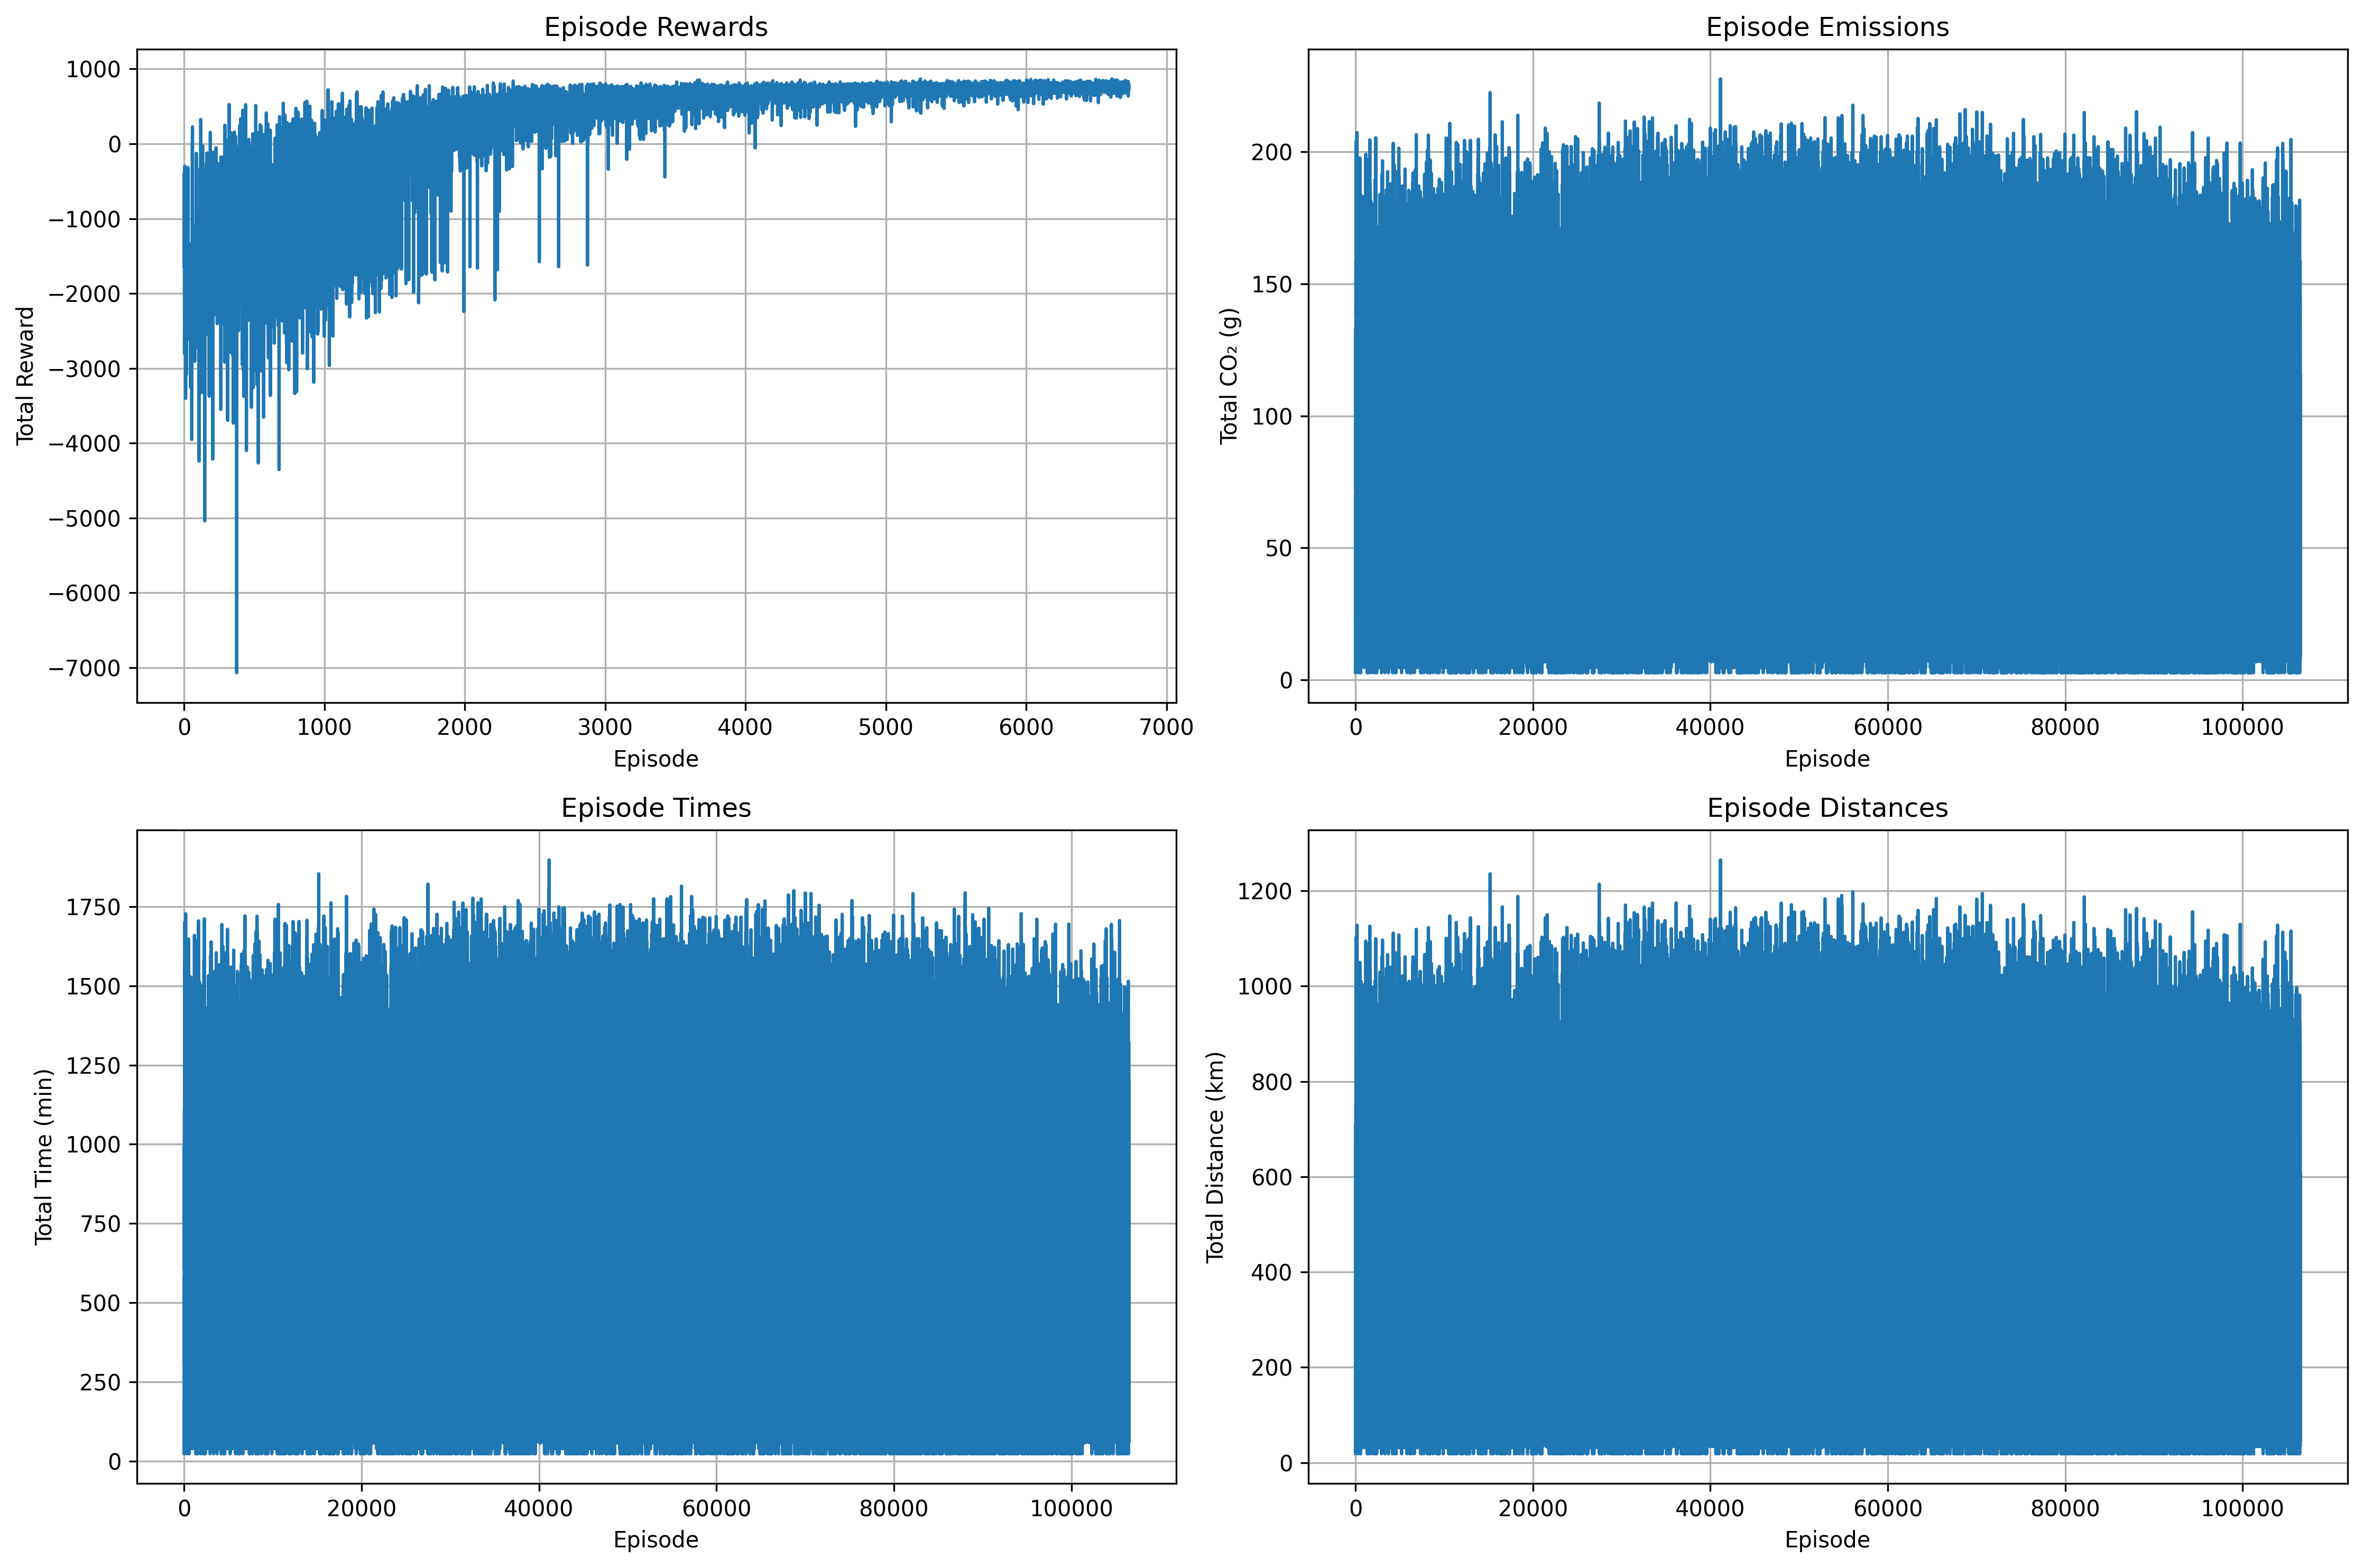 Episode Rewards
Total Reward
1000
0
−1000
−2000
−3000
−4000
−5000
−6000
−7000
0 1000 2000 3000 4000 5000 6000 7000
Episode
Episode Emissions
Total CO₂ (g)
200
150
100
50
0
0 20000 40000 60000 80000 100000
Episode
Episode Times
Total Time (min)
1750
1500
1250
1000
750
500
250
0
0 20000 40000 60000 80000 100000
Episode
Episode Distances
Total Distance (km)
1200
1000
800
600
400
200
0
0 20000 40000 60000 80000 100000
Episode